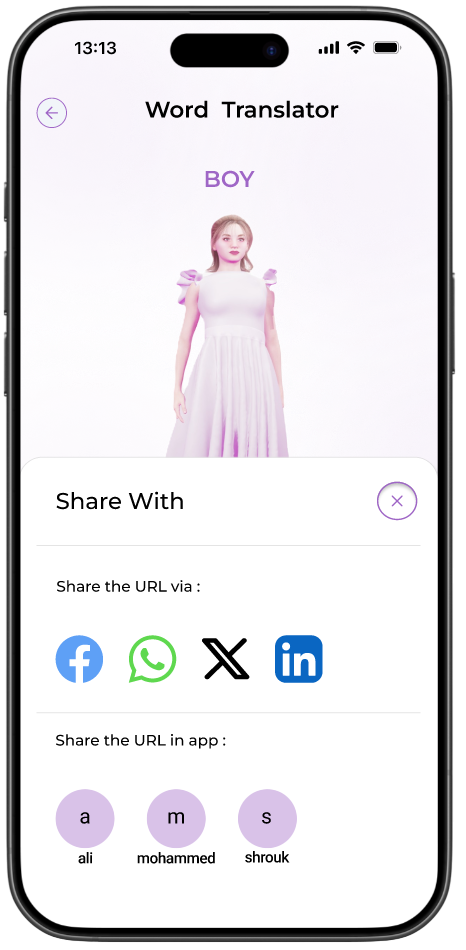 13:13
Word Translator
BOY
Share With
Share the URL via :
in
Share the URL in app :
a m s
ali mohammed shrouk